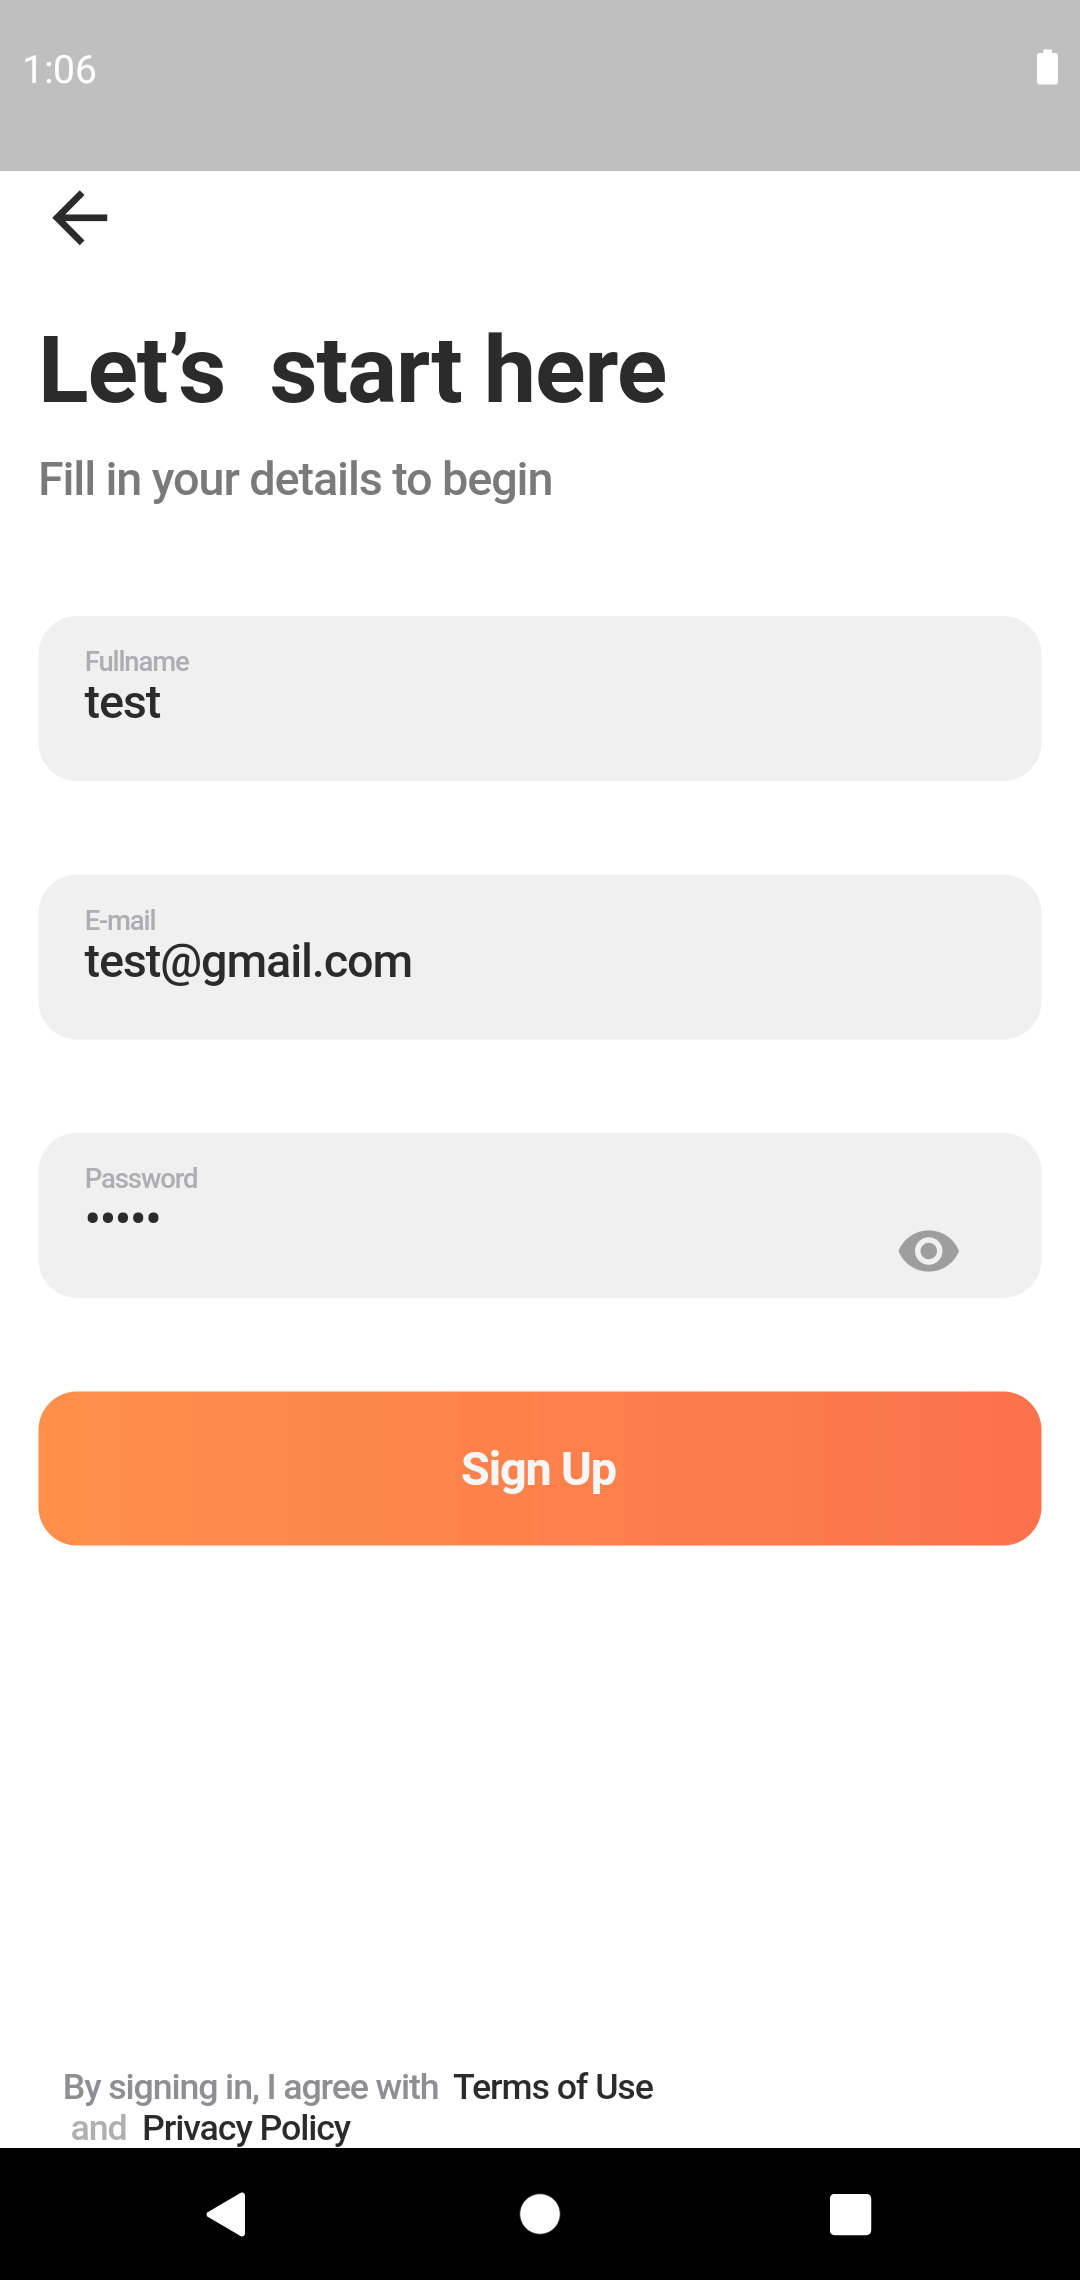 1:06
Let’s  start here
Fill in your details to begin
Fullname
test
E-mail
test@gmail.com
Password
•••••
Sign Up
By signing in, I agree with  Terms of Use
and  Privacy Policy